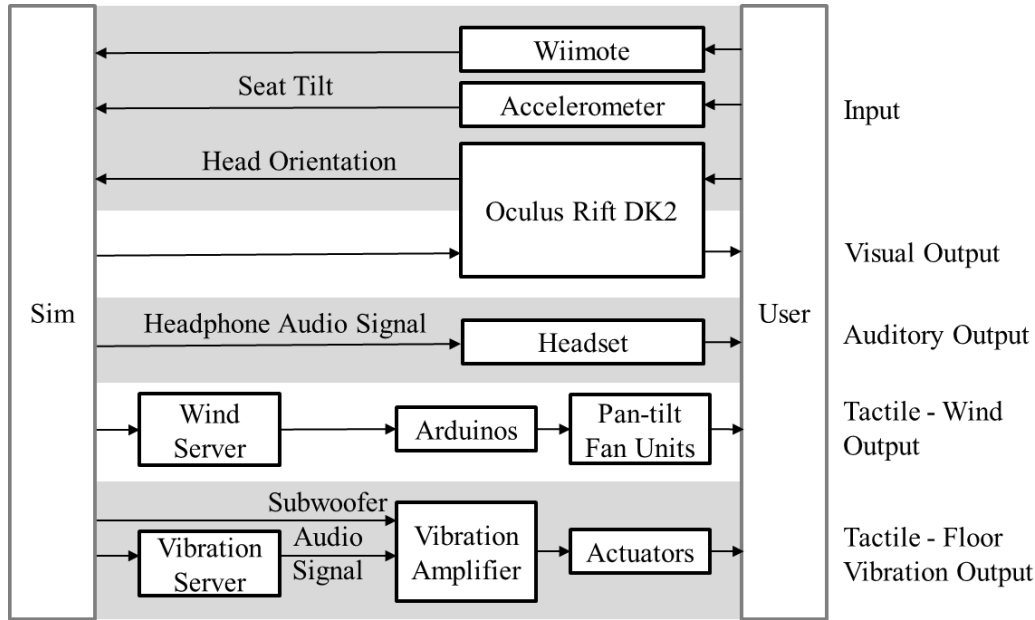 Wiimote
Seat Tilt
Accelerometer
Input
Head Orientation
Oculus Rift DK2
Visual Output
Sim
User
Headphone Audio Signal
Headset
Auditory Output
Wind
Server
Arduinos
Pan-tilt
Fan Units
Tactile - Wind
Output
Subwoofer
Audio
Signal
Vibration
Server
Vibration
Amplifier
Actuators
Tactile - Floor
Vibration Output